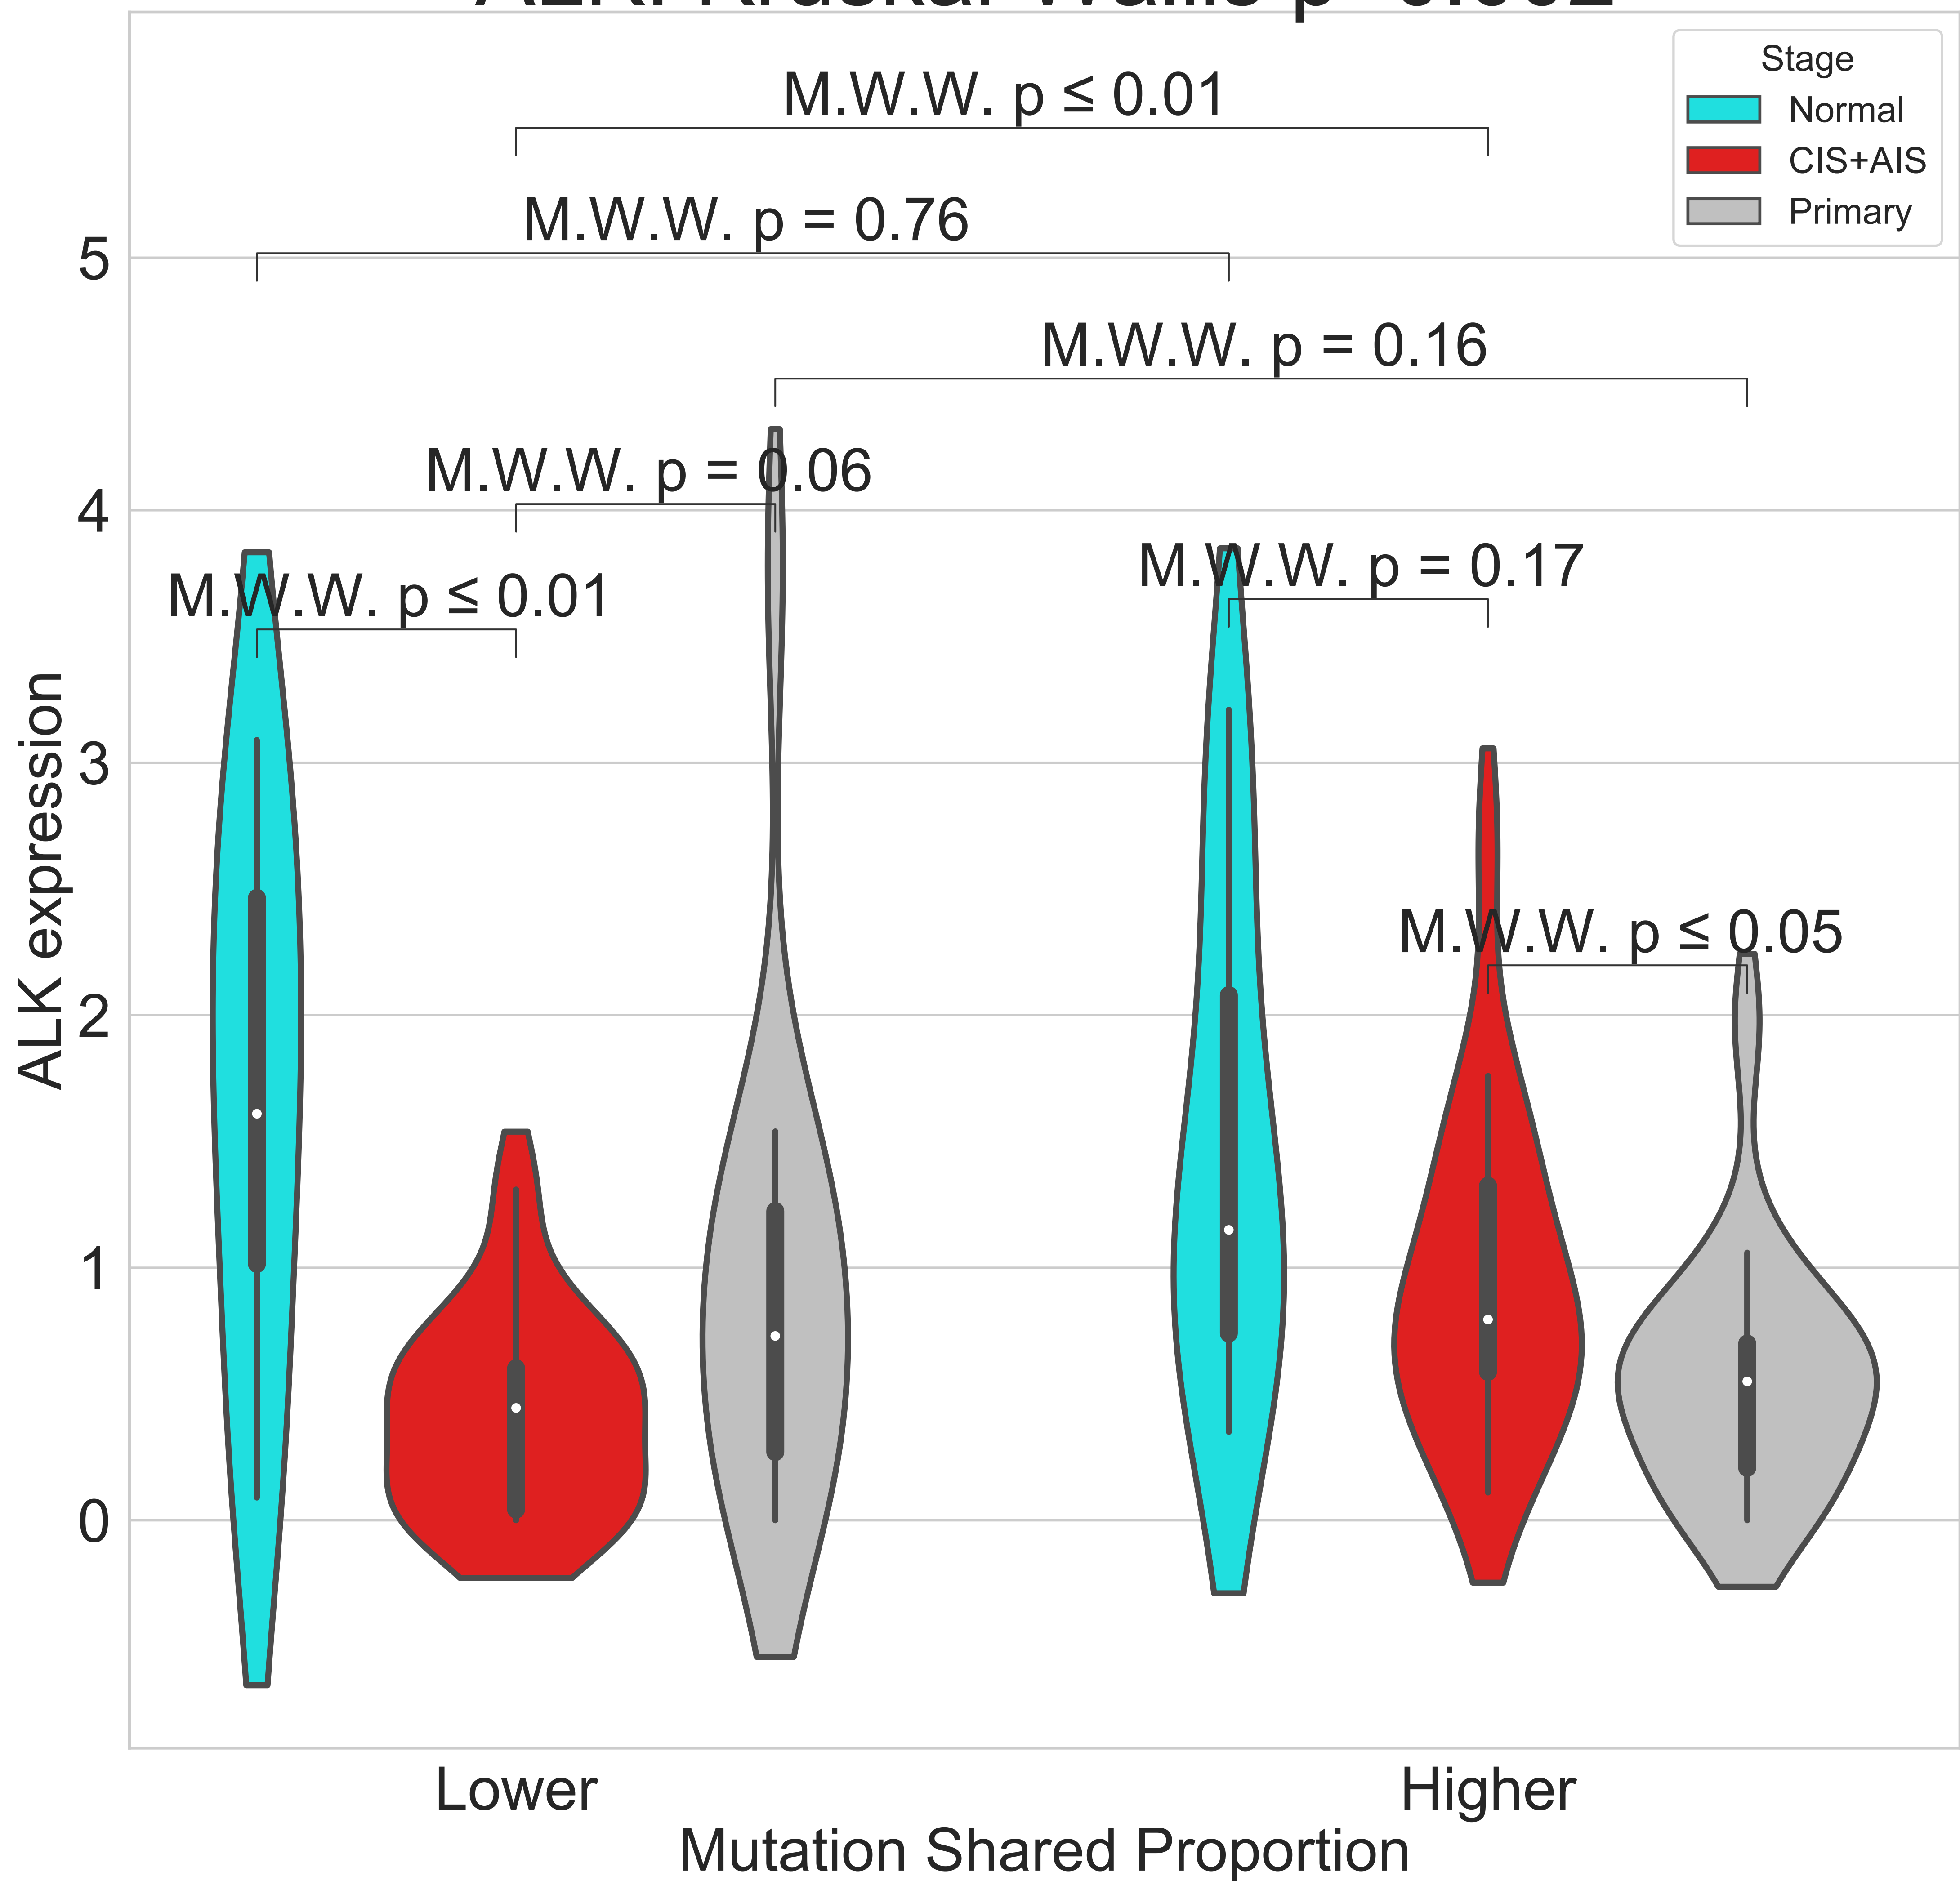 Stage
Normal
CIS+AIS
Primary
M.W.W. p ≤ 0.01
M.W.W. p = 0.76
M.W.W. p = 0.16
M.W.W. p = 0.06
M.W.W. p = 0.17
M.W.W. p ≤ 0.01
M.W.W. p ≤ 0.05
ALK expression
5
4
3
2
1
0
Lower
Higher
Mutation Shared Proportion